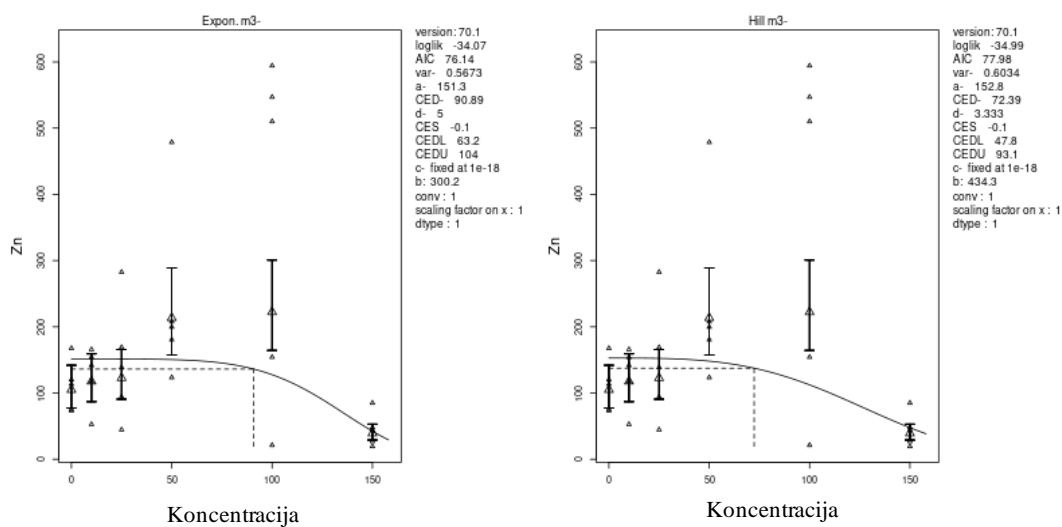 Expon. m3-
version: 70.1
loglik -34.07
AIC 76.14
var- 0.5673
a- 151.3
CED- 90.89
d- 5
CES -0.1
CEDL 63.2
CEDU 104
c- fixed at 1e-18
b: 300.2
conv : 1
scaling factor on x : 1
dtype : 1
Zn
600
500
400
300
200
100
0
0 50 100 150
Koncentracija
Hill m3-
version: 70.1
loglik -34.99
AIC 77.98
var- 0.6034
a- 152.8
CED- 72.39
d- 3.333
CES -0.1
CEDL 47.8
CEDU 93.1
c- fixed at 1e-18
b: 434.3
conv : 1
scaling factor on x : 1
dtype : 1
Zn
600
500
400
300
200
100
0
0 50 100 150
Koncentracija